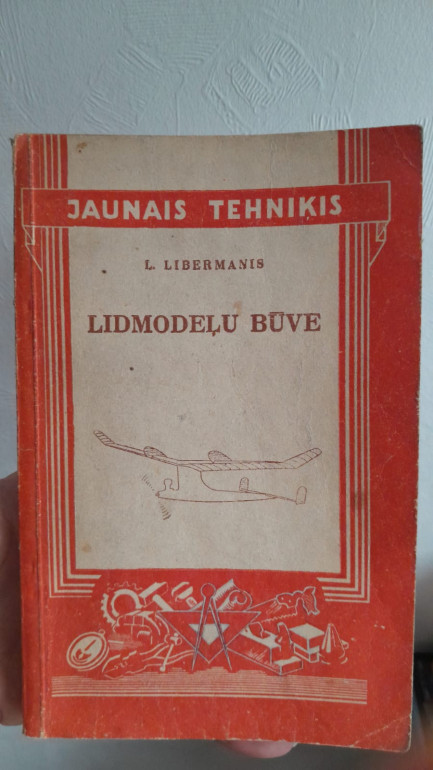 JAUNAIS TEHNIĶIS
L. LIBERMANIS
LIDMODEĻU BŪVE